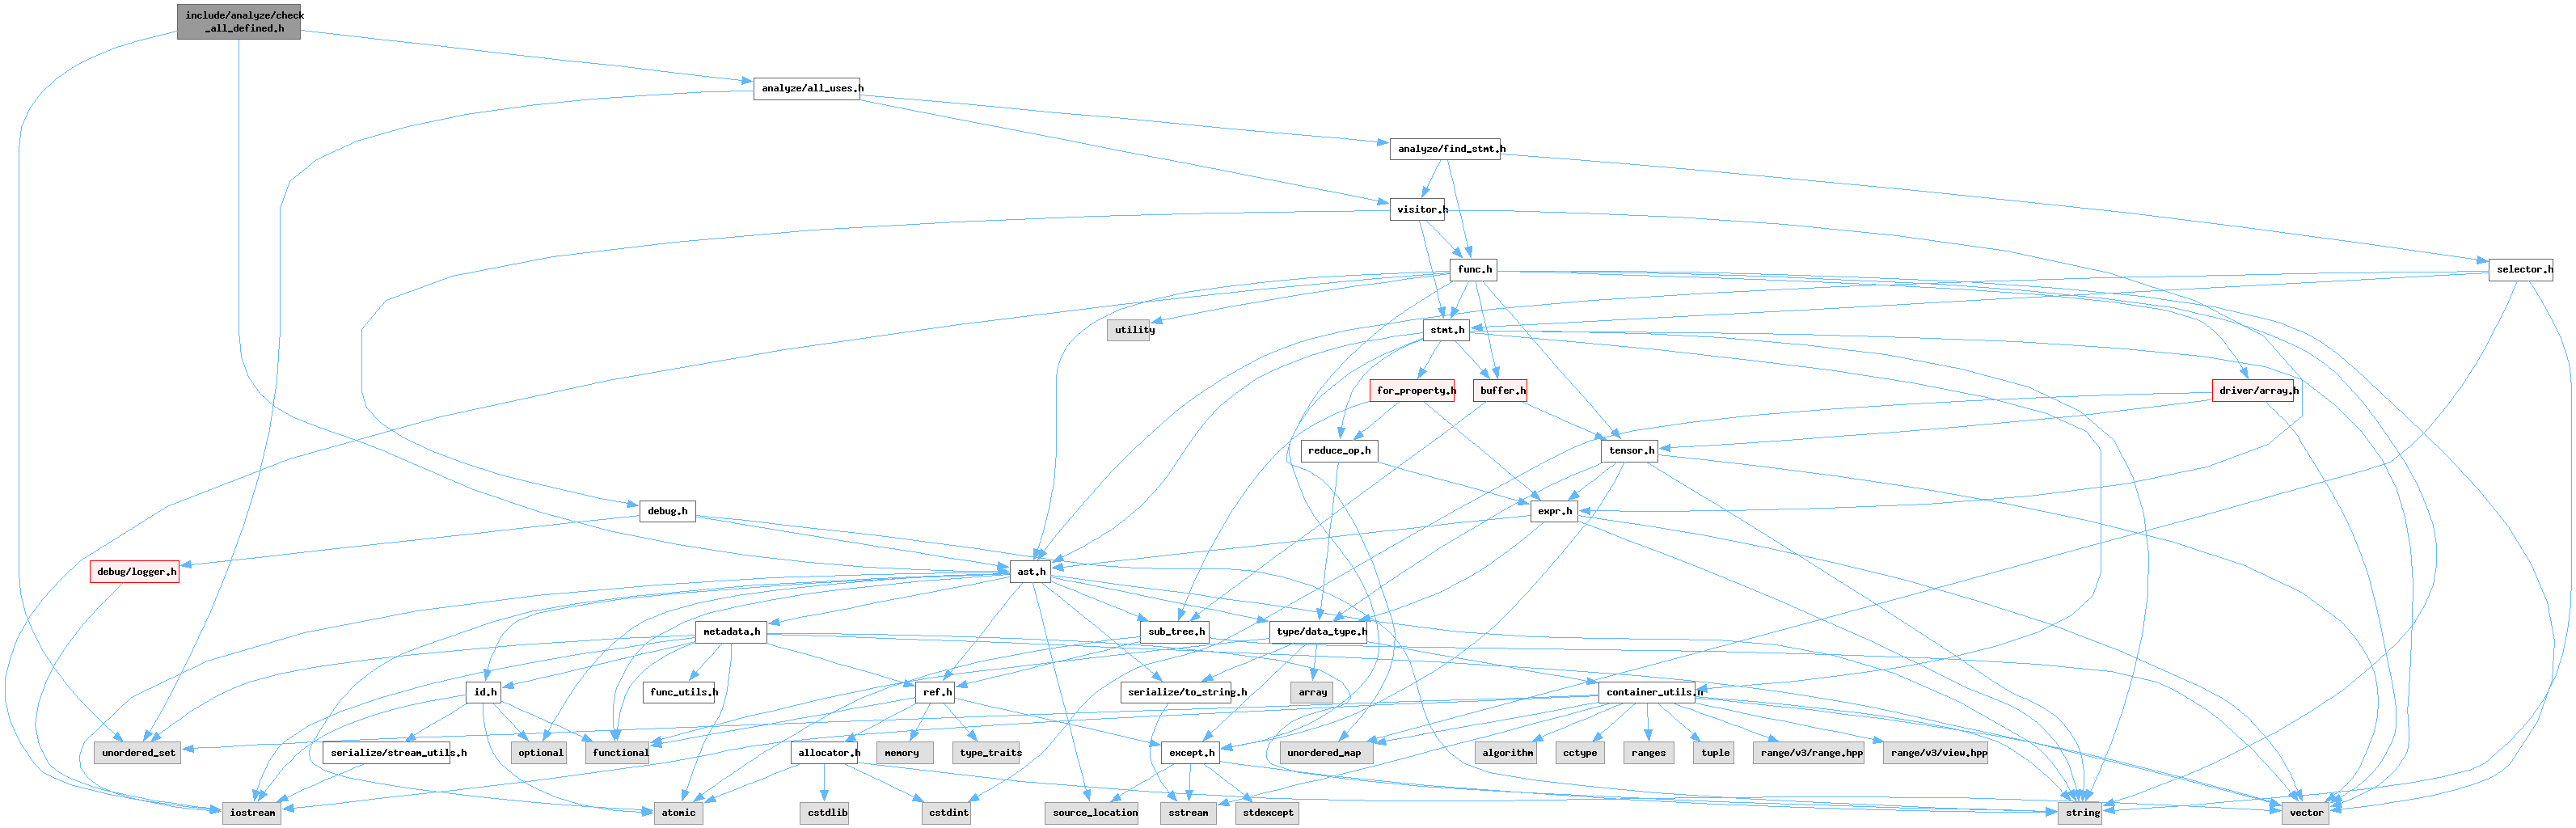 include/analyze/check
_all_defined.h
analyze/all_uses.h
analyze/find_stmt.h
visitor.h
func.h
selector.h
utility
stmt.h
for_property.h
buffer.h
driver/array.h
reduce_op.h
tensor.h
debug.h
expr.h
debug/logger.h
ast.h
metadata.h
sub_tree.h
type/data_type.h
id.h
func_utils.h
ref.h
serialize/to_string.h
array
container_utils.h
unordered_set
serialize/stream_utils.h
optional
functional
allocator.h
memory
type_traits
except.h
unordered_map
algorithm
cctype
ranges
tuple
range/v3/range.hpp
range/v3/view.hpp
iostream
atomic
cstdlib
cstdint
source_location
sstream
stdexcept
string
vector